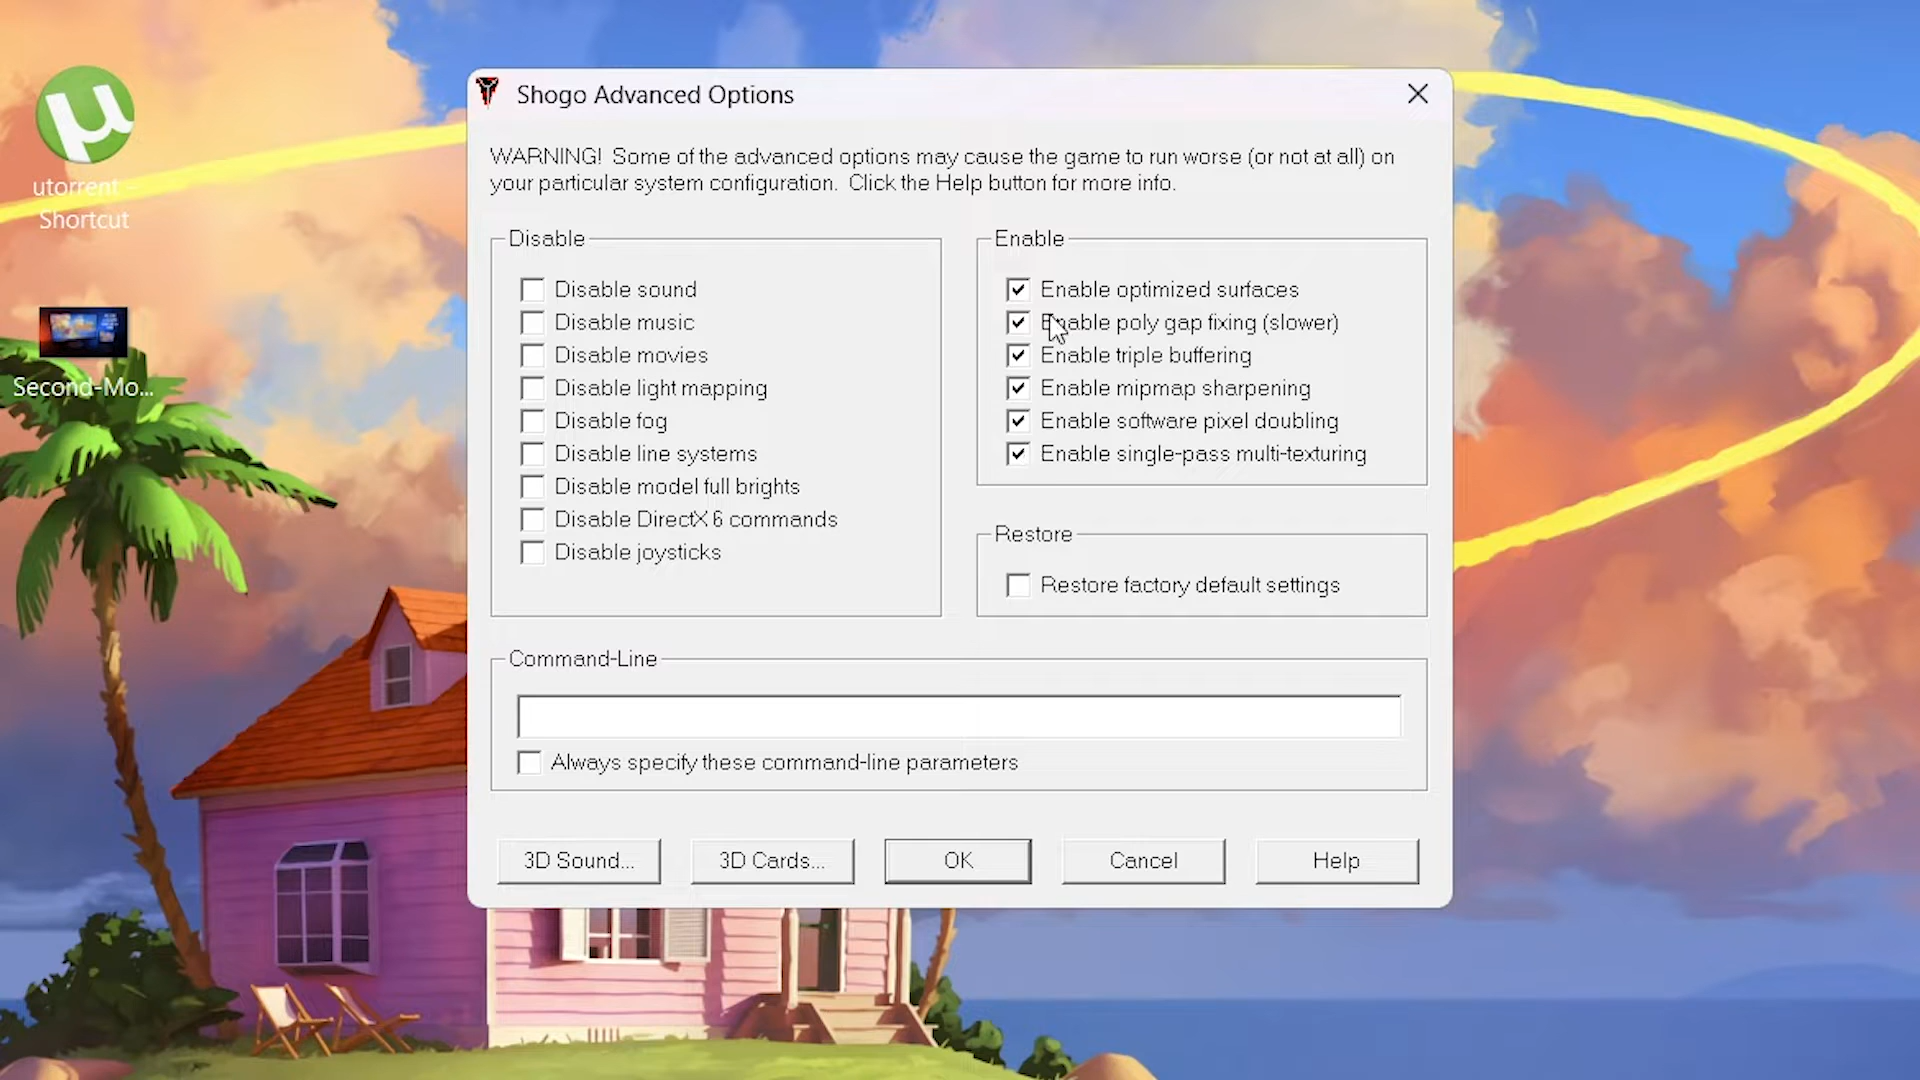 utorrent -
Shortcut
Second-Mo...
Shogo Advanced Options
WARNING!  Some of the advanced options may cause the game to run worse (or not at all) on
your particular system configuration.  Click the Help button for more info.
Disable
Disable sound
Disable music
Disable movies
Disable light mapping
Disable fog
Disable line systems
Disable model full brights
Disable DirectX 6 commands
Disable joysticks
Enable
Enable optimized surfaces
Enable poly gap fixing (slower)
Enable triple buffering
Enable mipmap sharpening
Enable software pixel doubling
Enable single-pass multi-texturing
Restore
Restore factory default settings
Command-Line
Always specify these command-line parameters
3D Sound...
3D Cards...
OK
Cancel
Help